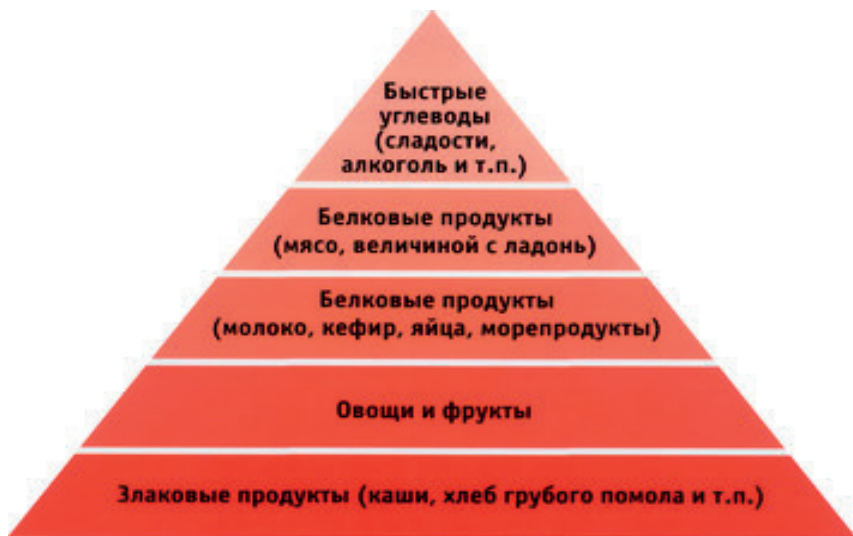 Быстрые
углеводы
(сладости,
алкоголь и т.п.)
Белковые продукты
(мясо, величиной с ладонь)
Белковые продукты
(молоко, кефир, яйца, морепродукты)
Овощи и фрукты
Злаковые продукты (каши, хлеб грубого помола и т.п.)